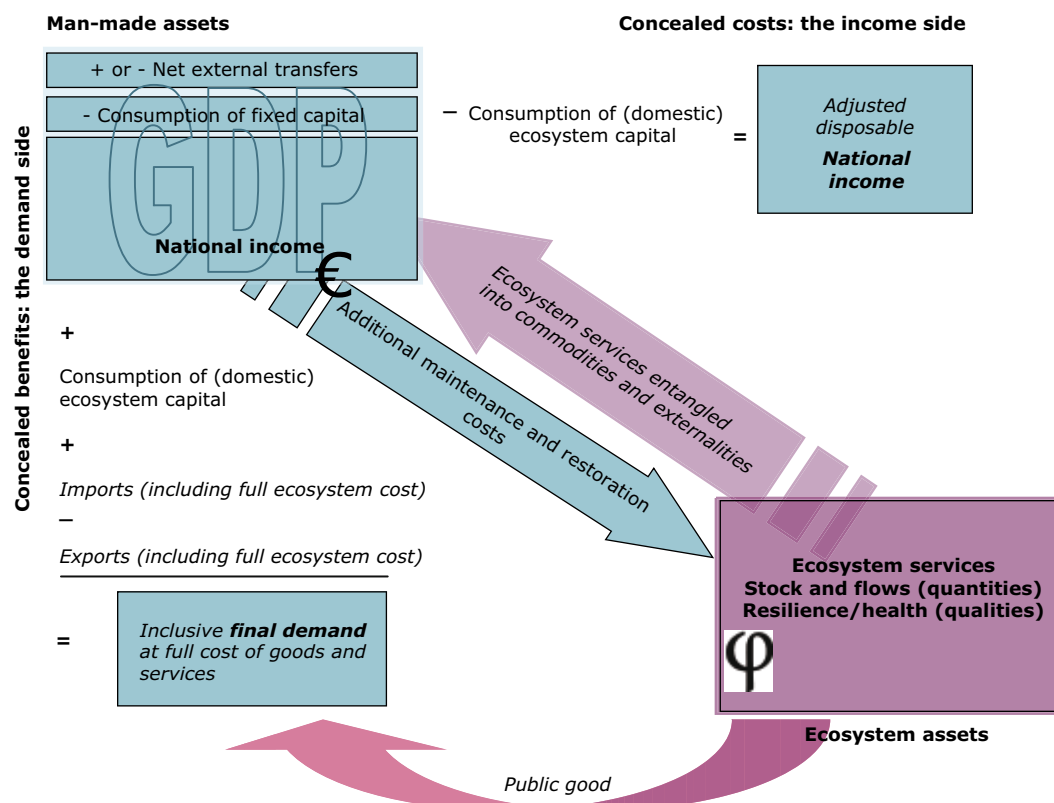 Man-made assets
Concealed costs: the income side
+ or - Net external transfers
- Consumption of fixed capital
GDP
National income
€
− Consumption of (domestic)
ecosystem capital
=
Adjusted
disposable
National
income
Concealed benefits: the demand side
Ecosystem services entangled
into commodities and externalities
Additional maintenance and restoration
costs
+
Consumption of (domestic)
ecosystem capital
+
Imports (including full ecosystem cost)
−
Exports (including full ecosystem cost)
=
Inclusive final demand
at full cost of goods and
services
Ecosystem services
Stock and flows (quantities)
Resilience/health (qualities)
φ
Ecosystem assets
Public good